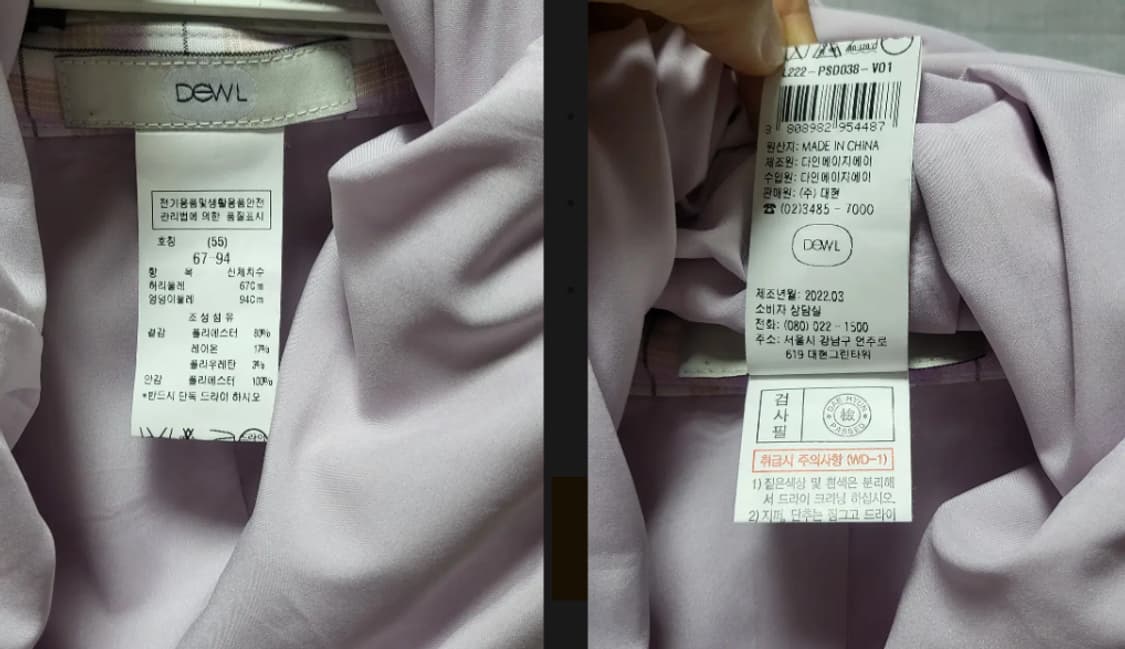 DEWL
전기용품및생활용품안전
관리법에 의한 품질표시
호칭 (55)
67-94
항 목 신체치수
허리둘레 67Cm
엉덩이둘레 94Cm
조성섬유
겉감 폴리에스터 80%
레이온 17%
폴리우레탄 3%
안감 폴리에스터 100%
*반드시 단독 드라이 하시오
드라이
L222-PSD038-V01
8 808982 954487
원산지: MADE IN CHINA
제조원: 다인에이지에이
수입원: 다인에이지에이
판매원: (주) 대현
☎ (02)3485-7000
DEWL
제조년월: 2022.03
소비자 상담실
전화: (080) 022-1500
주소: 서울시 강남구 언주로
619 대현그린타워
검사필
DAE HYUN
檢
PASSED
취급시 주의사항 (WD-1)
1) 짙은색상 및 흰색은 분리해
서 드라이 크리닝 하십시오.
2) 지퍼, 단추는 잠그고 드라이